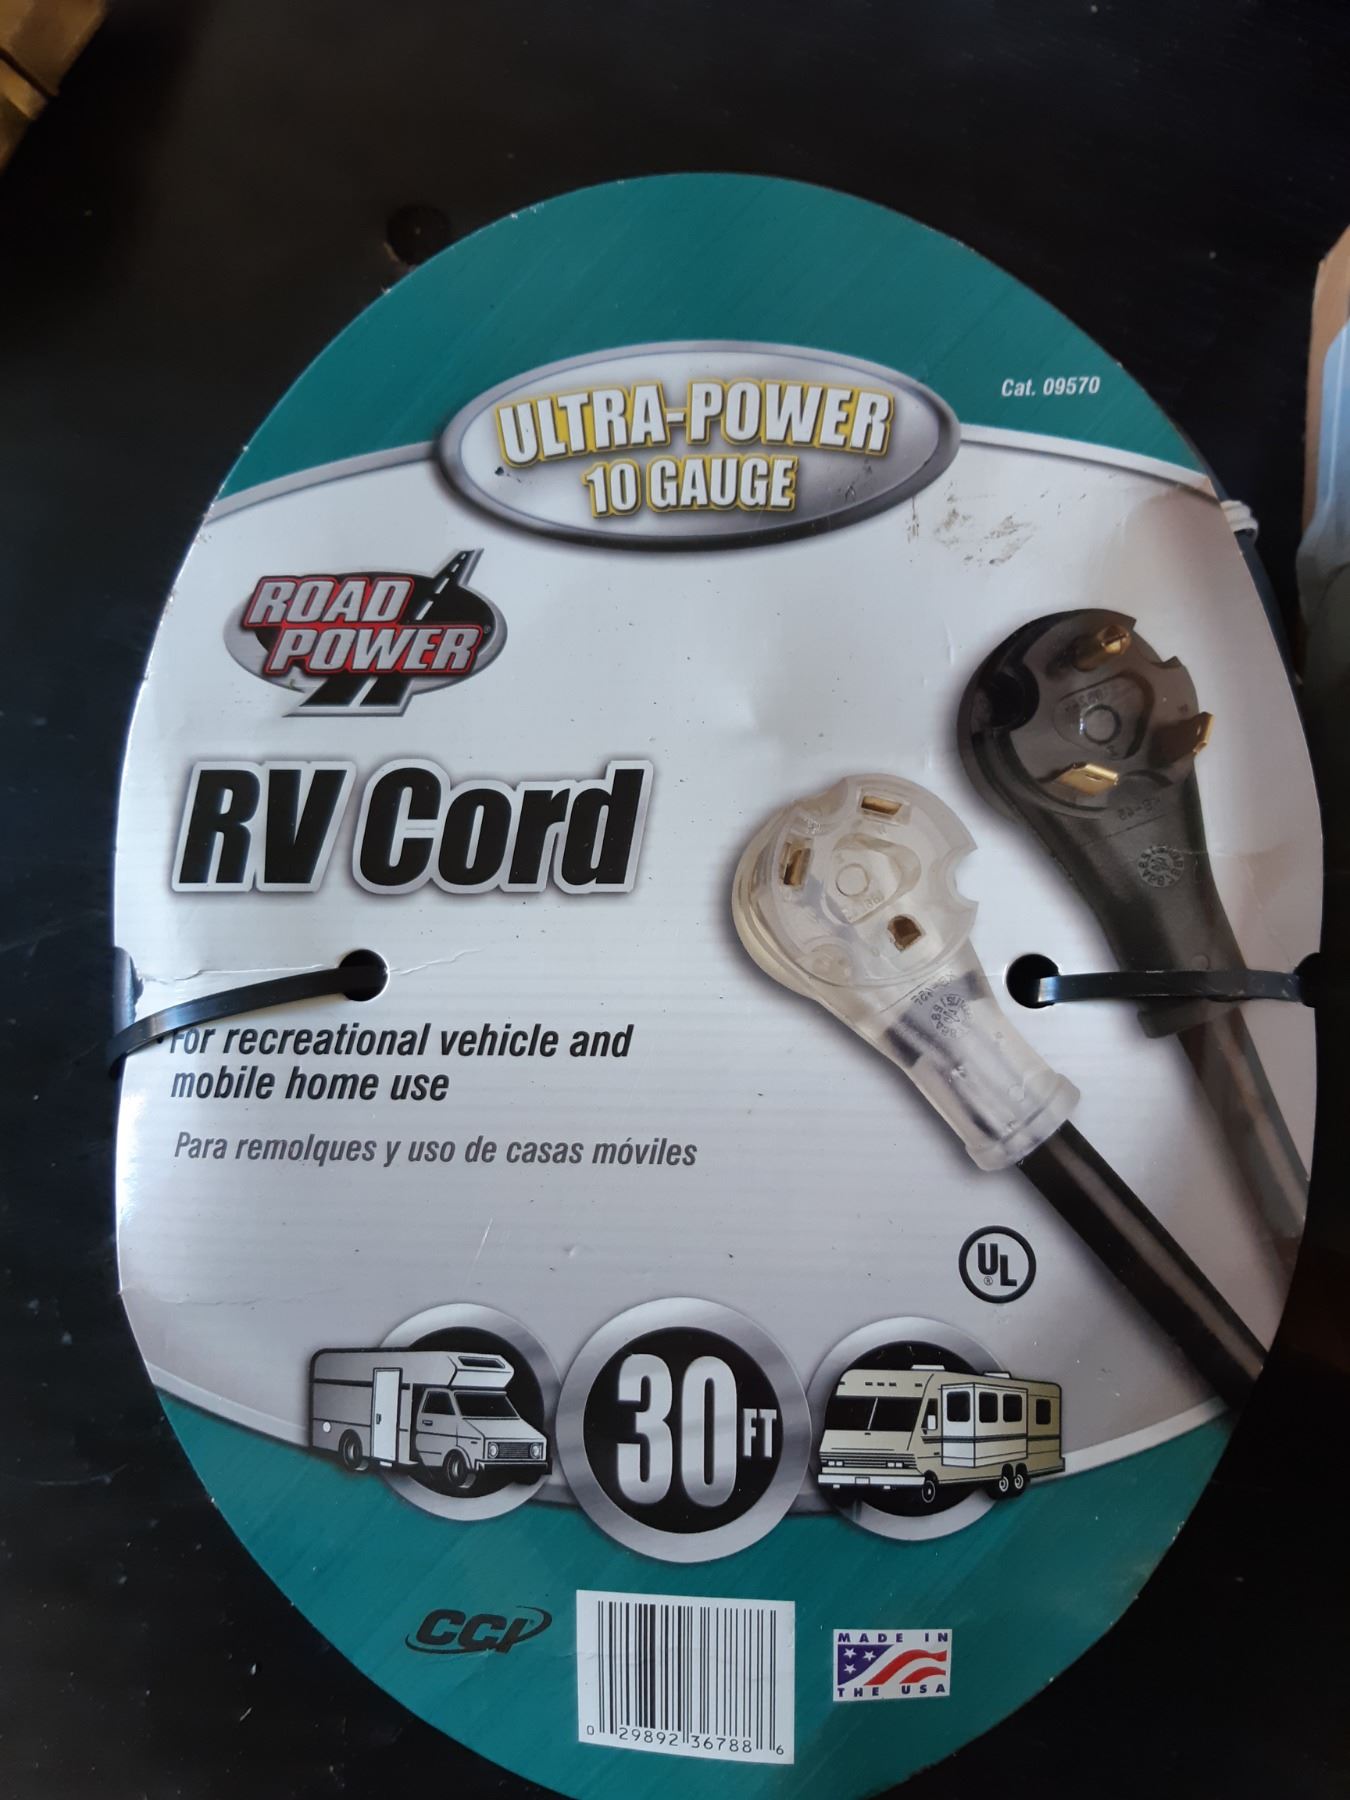 Cat. 09570
ULTRA-POWER
10 GAUGE
ROAD
POWER®
RV Cord
For recreational vehicle and
mobile home use
Para remolques y uso de casas móviles
UL
®
30 FT
CCI
MADE IN
THE USA
0 29892 36788 6